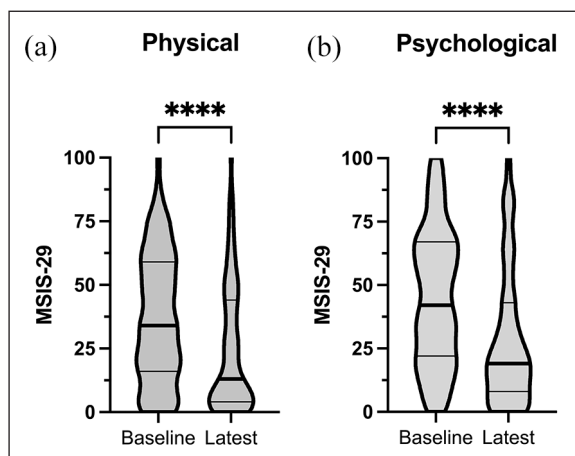 (a) Physical
****
MSIS-29
100
75
50
25
0
Baseline Latest
(b) Psychological
****
MSIS-29
100
75
50
25
0
Baseline Latest